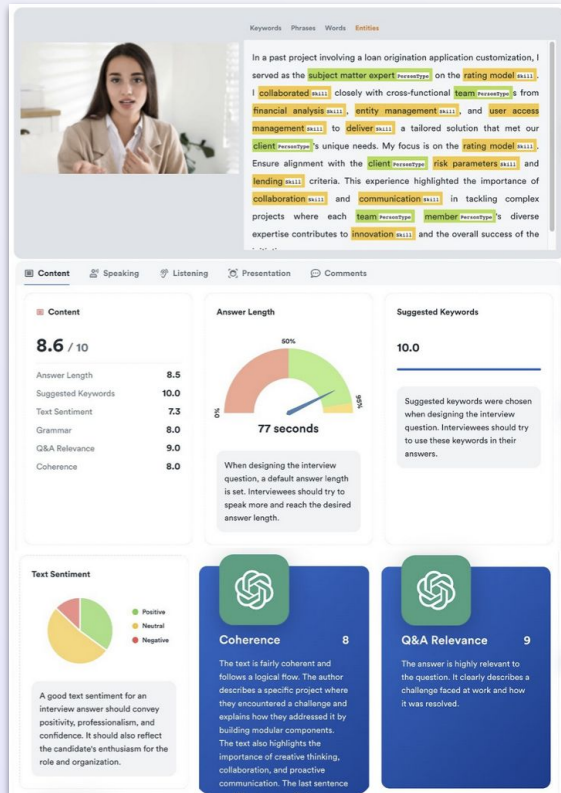 Keywords Phrases Words Entities
In a past project involving a loan origination application customization, I
served as the subject matter expert PersonType on the rating model Skill.
I collaborated Skill closely with cross-functional team PersonType s from
financial analysis Skill, entity management Skill, and user access
management Skill to deliver Skill a tailored solution that met our
client PersonType 's unique needs. My focus is on the rating model Skill.
Ensure alignment with the client PersonType risk parameters Skill and
lending Skill criteria. This experience highlighted the importance of
collaboration Skill and communication Skill in tackling complex
projects where each team PersonType member PersonType 's diverse
expertise contributes to innovation Skill and the overall success of the
Content Speaking Listening Presentation Comments
Content
8.6 / 10
Answer Length 8.5
Suggested Keywords 10.0
Text Sentiment 7.3
Grammar 8.0
Q&A Relevance 9.0
Coherence 8.0
Answer Length
50%
0%
95%
77 seconds
When designing the interview
question, a default answer length
is set. Interviewees should try to
speak more and reach the desired
answer length.
Suggested Keywords
10.0
Suggested keywords were chosen
when designing the interview
question. Interviewees should try
to use these keywords in their
answers.
Text Sentiment
Positive
Neutral
Negative
A good text sentiment for an
interview answer should convey
positivity, professionalism, and
confidence. It should also reflect
the candidate's enthusiasm for the
role and organization.
Coherence 8
The text is fairly coherent and
follows a logical flow. The author
describes a specific project where
they encountered a challenge and
explains how they addressed it by
building modular components.
The text also highlights the
importance of creative thinking,
collaboration, and proactive
communication. The last sentence
Q&A Relevance 9
The answer is highly relevant to
the question. It clearly describes a
challenge faced at work and how
it was resolved.